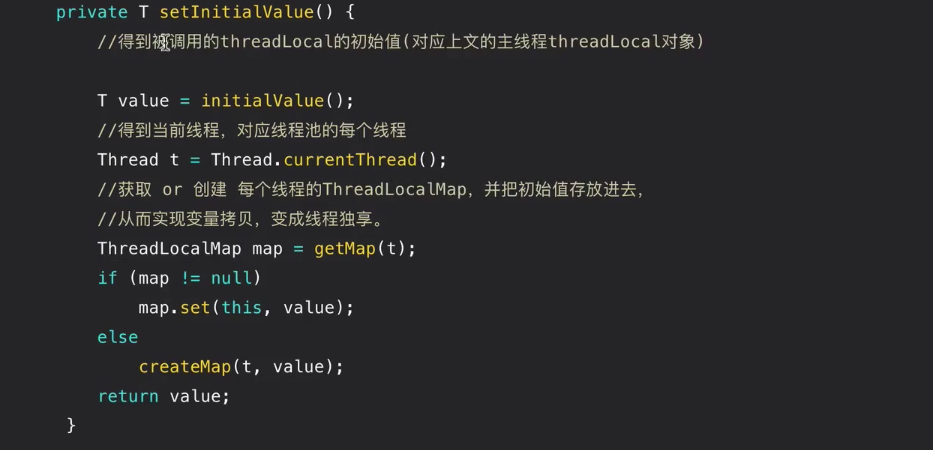 private T setInitialValue() {
//得到被调用的threadLocal的初始值(对应上文的主线程threadLocal对象)
T value = initialValue();
//得到当前线程，对应线程池的每个线程
Thread t = Thread.currentThread();
//获取 or 创建 每个线程的ThreadLocalMap，并把初始值存放进去，
//从而实现变量拷贝，变成线程独享。
ThreadLocalMap map = getMap(t);
if (map != null)
map.set(this, value);
else
createMap(t, value);
return value;
}